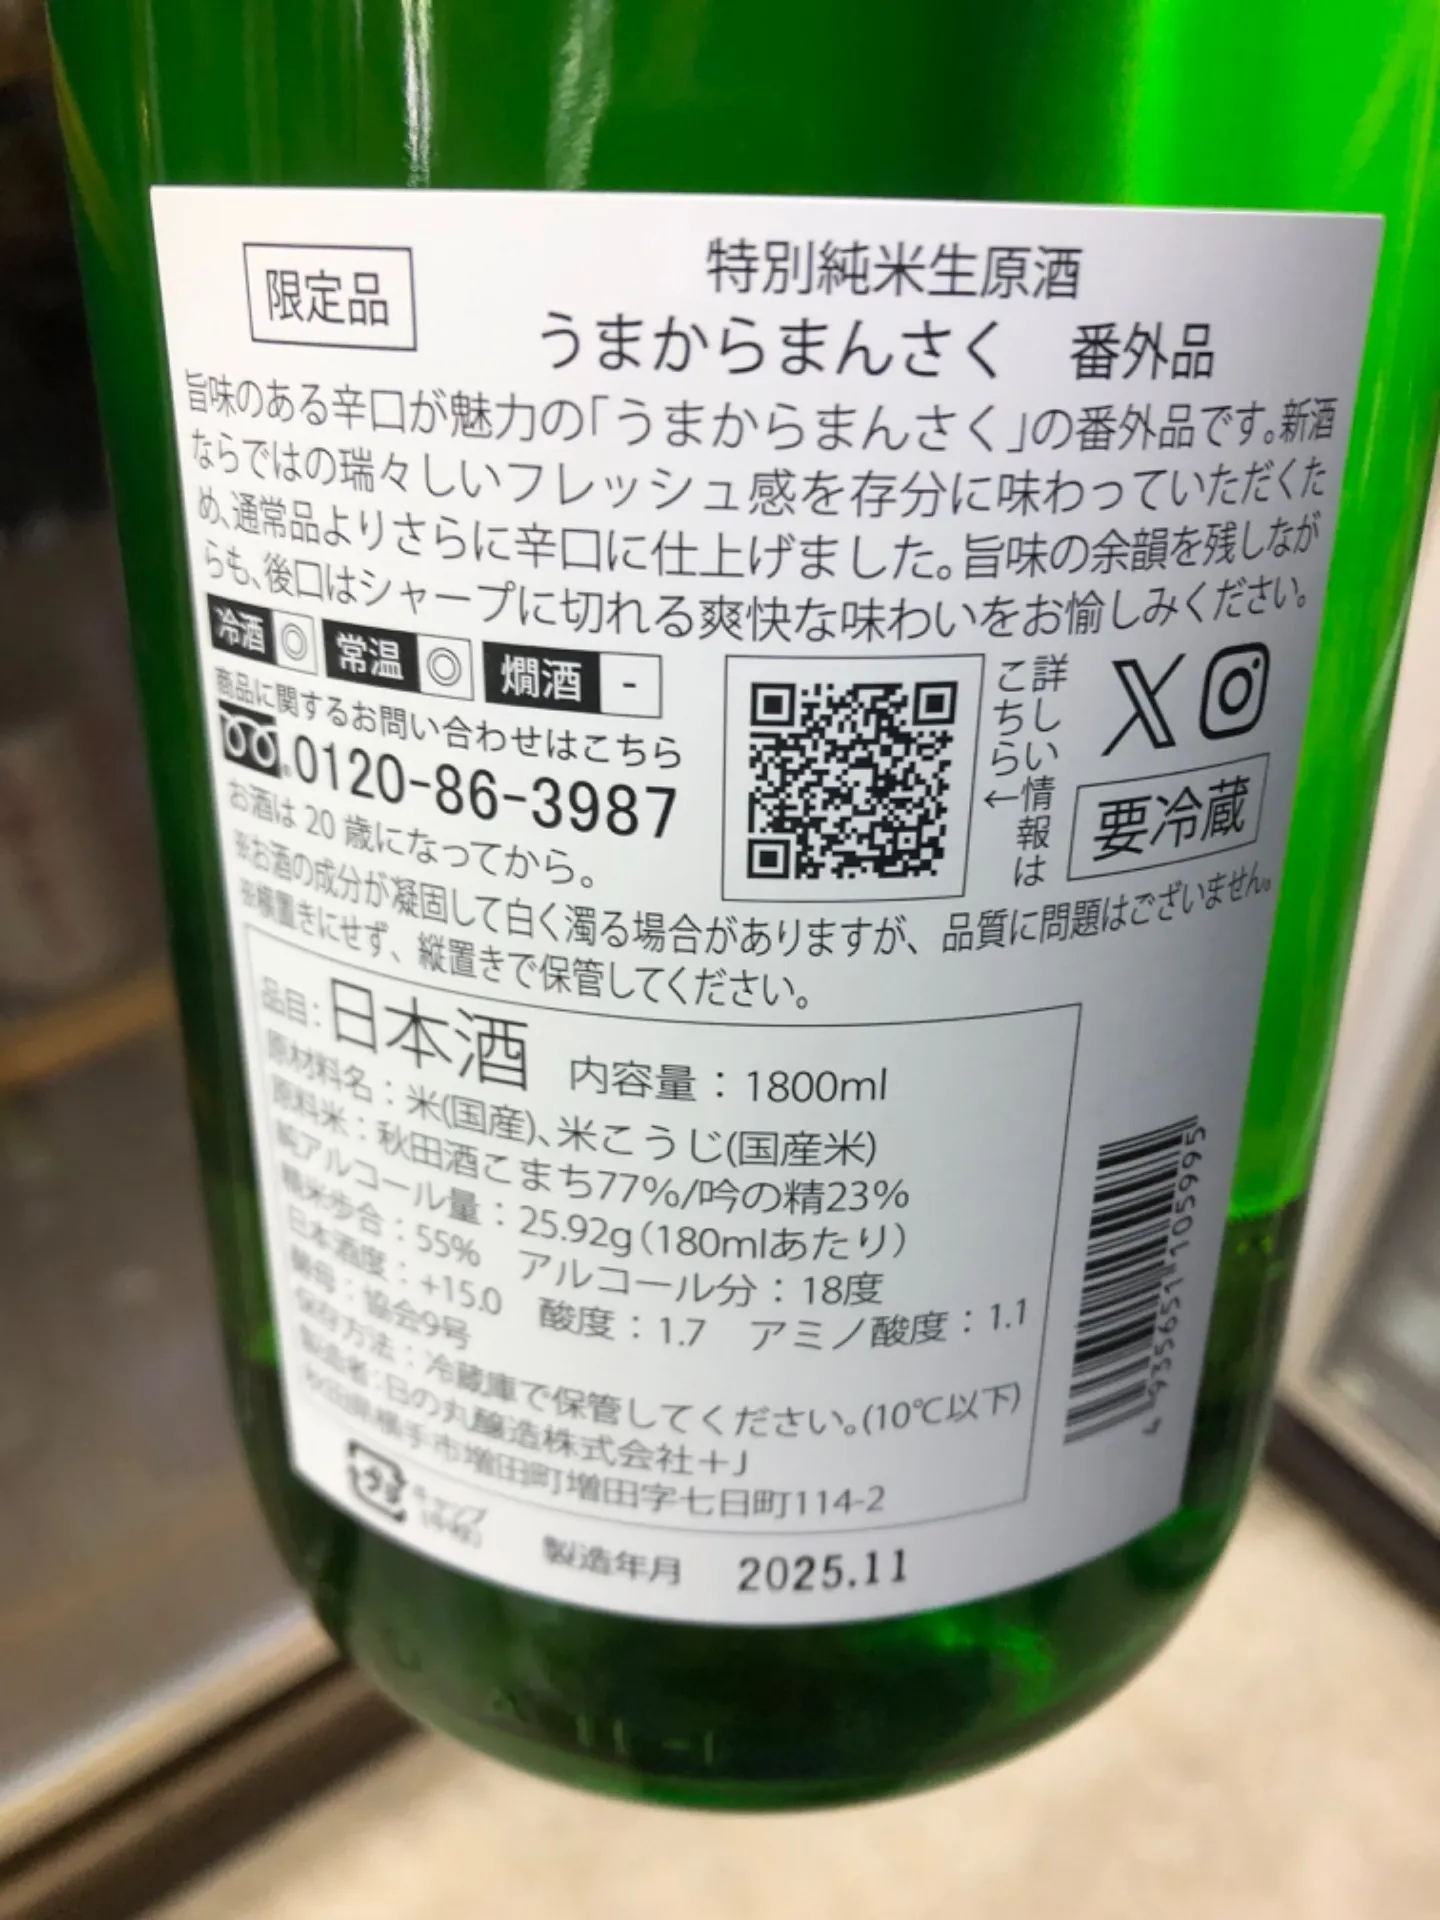 限定品
特別純米生原酒
うまからまんさく　番外品
旨味のある辛口が魅力の「うまからまんさく」の番外品です。新酒
ならではの瑞々しいフレッシュ感を存分に味わっていただくた
め、通常品よりさらに辛口に仕上げました。旨味の余韻を残しなが
らも、後口はシャープに切れる爽快な味わいをお愉しみください。
冷酒 ◎ 常温 ◎ 燗酒 -
商品に関するお問い合わせはこちら
0120-86-3987
詳しい情報は
こちら←
要冷蔵
お酒は20歳になってから。
※お酒の成分が凝固して白く濁る場合がありますが、品質に問題はございません。
※横置きにせず、縦置きで保管してください。
品目：日本酒　内容量：1800ml
原材料名：米(国産)、米こうじ(国産米)
原料米：秋田酒こまち77%/吟の精23%
純アルコール量：25.92g（180mlあたり）
精米歩合：55%　アルコール分：18度
日本酒度：+15.0　酸度：1.7　アミノ酸度：1.1
酵母：協会9号
保存方法：冷蔵庫で保管してください。(10℃以下)
製造者：日の丸醸造株式会社+J
秋田県横手市増田町増田字七日町114-2
4 935651 105995
製造年月　2025.11